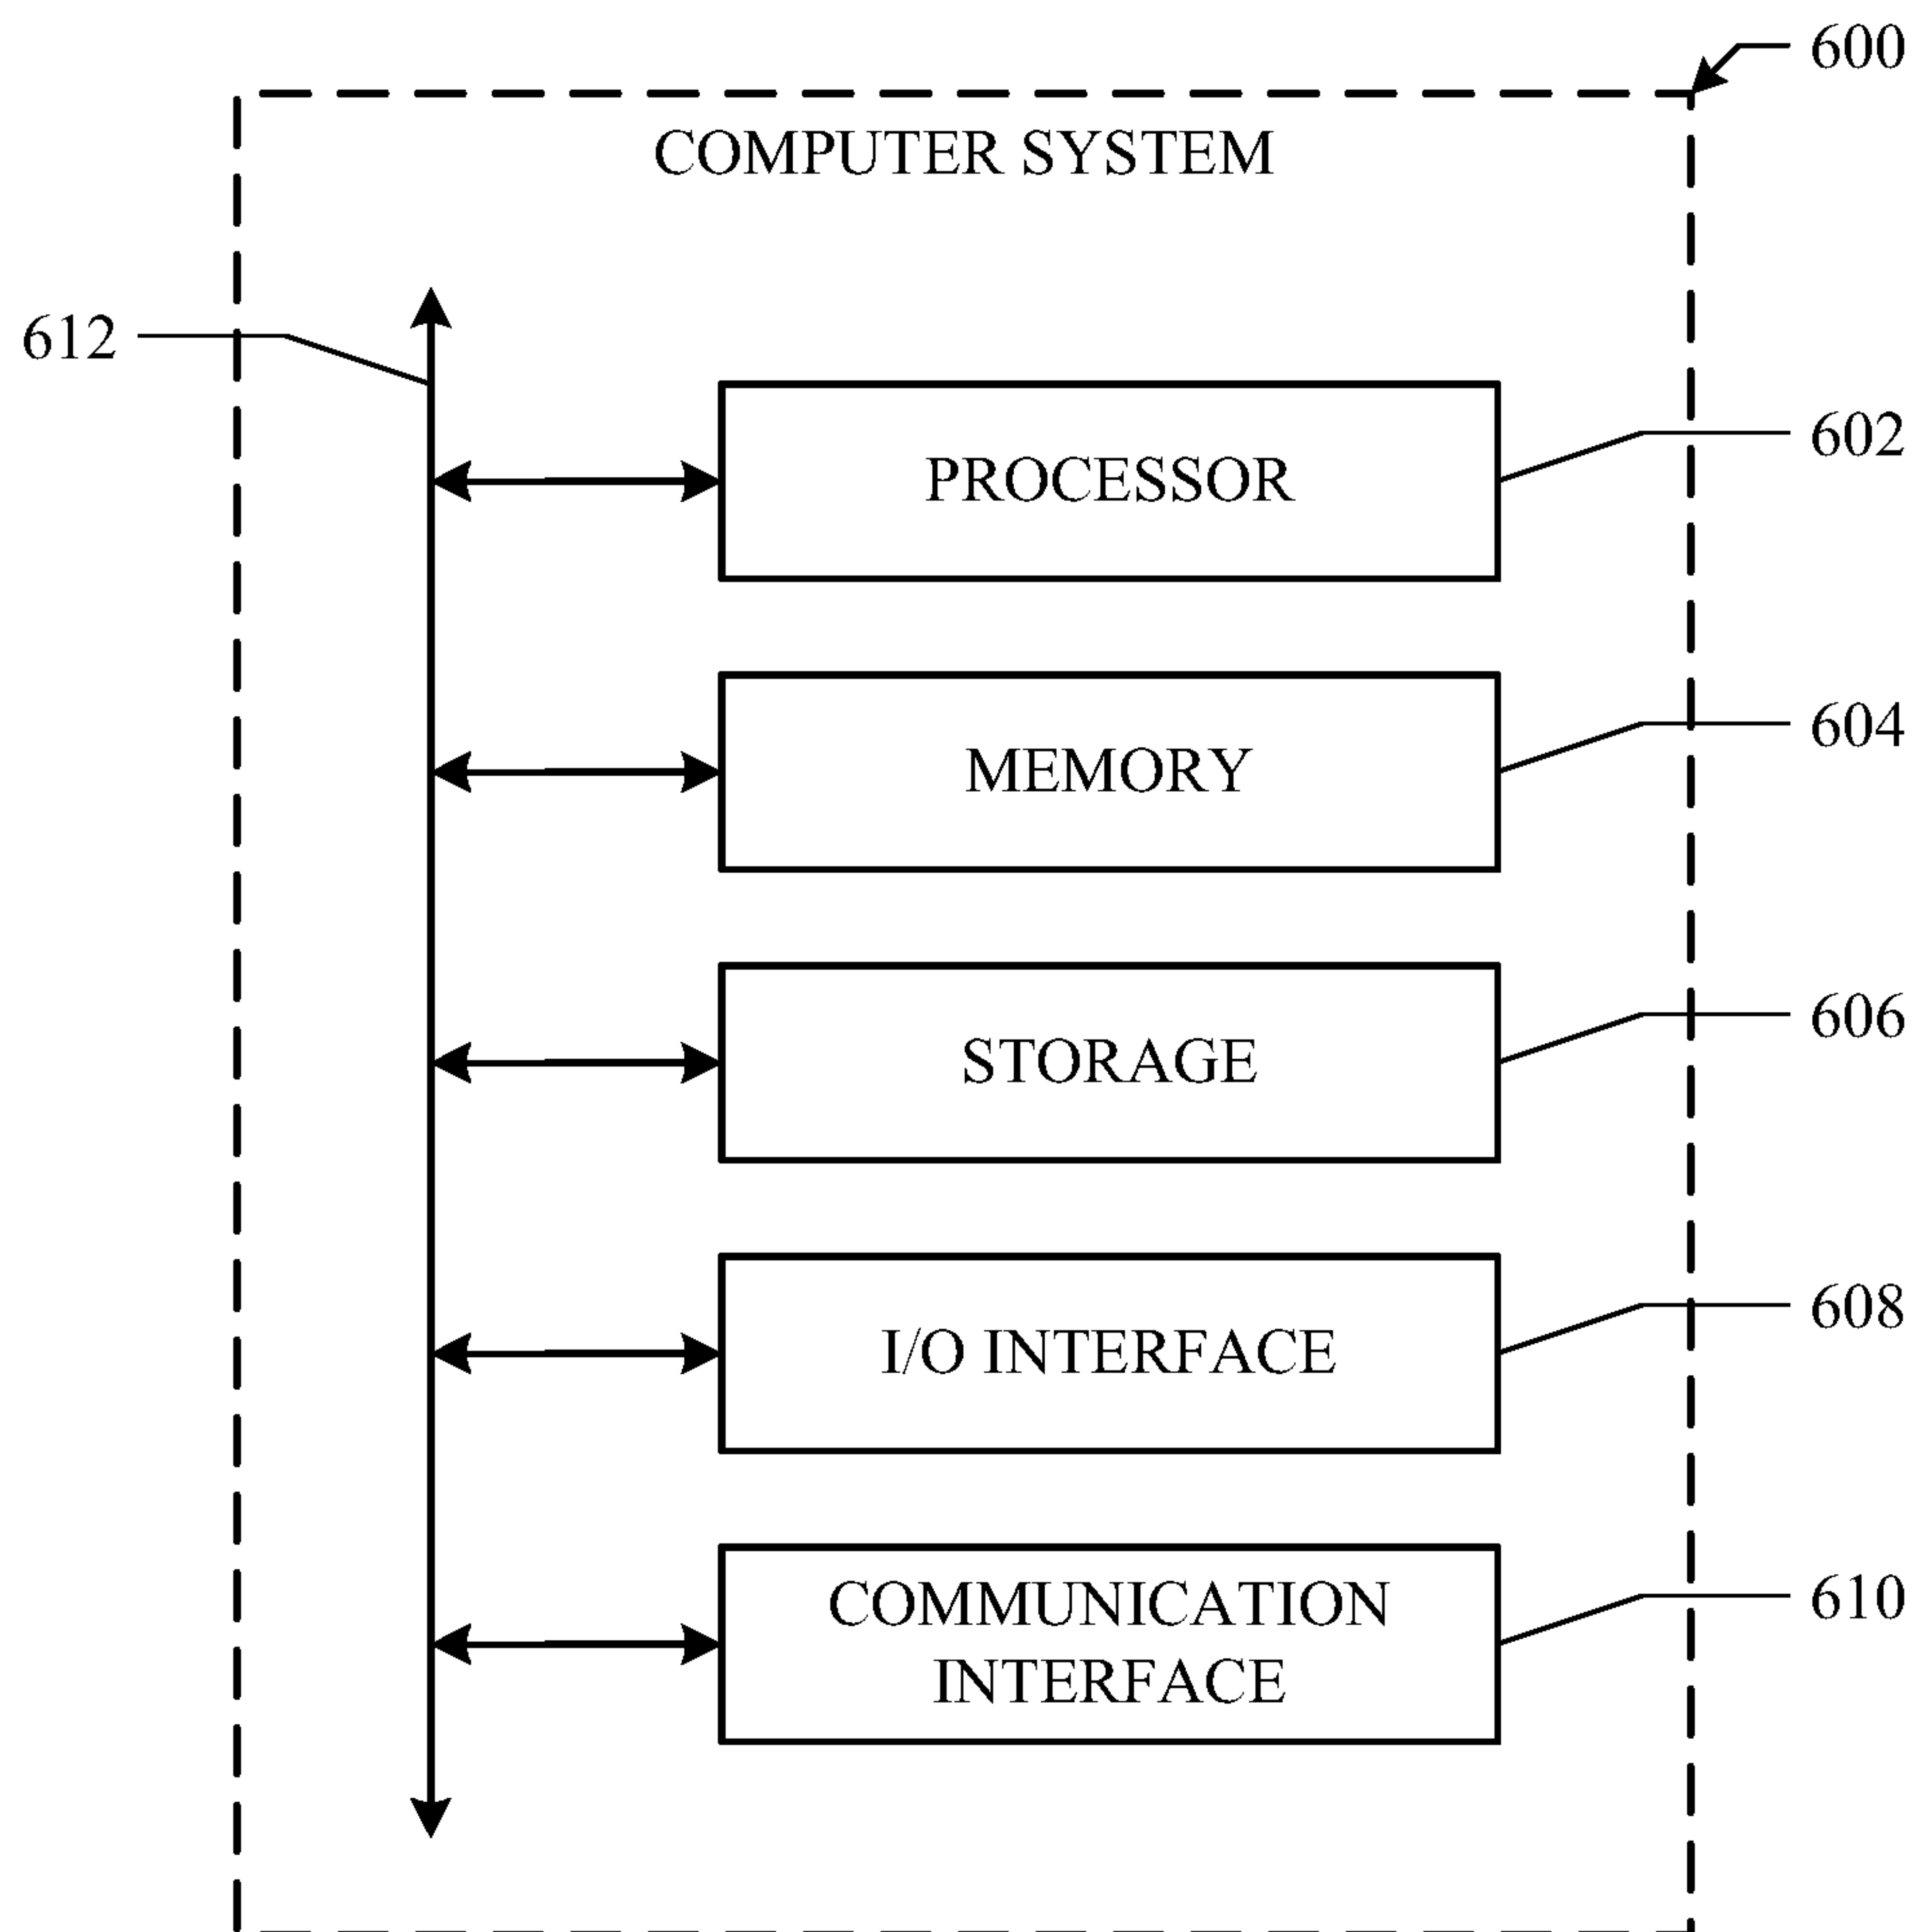 600
COMPUTER SYSTEM
612
PROCESSOR
602
MEMORY
604
STORAGE
606
I/O INTERFACE
608
COMMUNICATION
INTERFACE
610